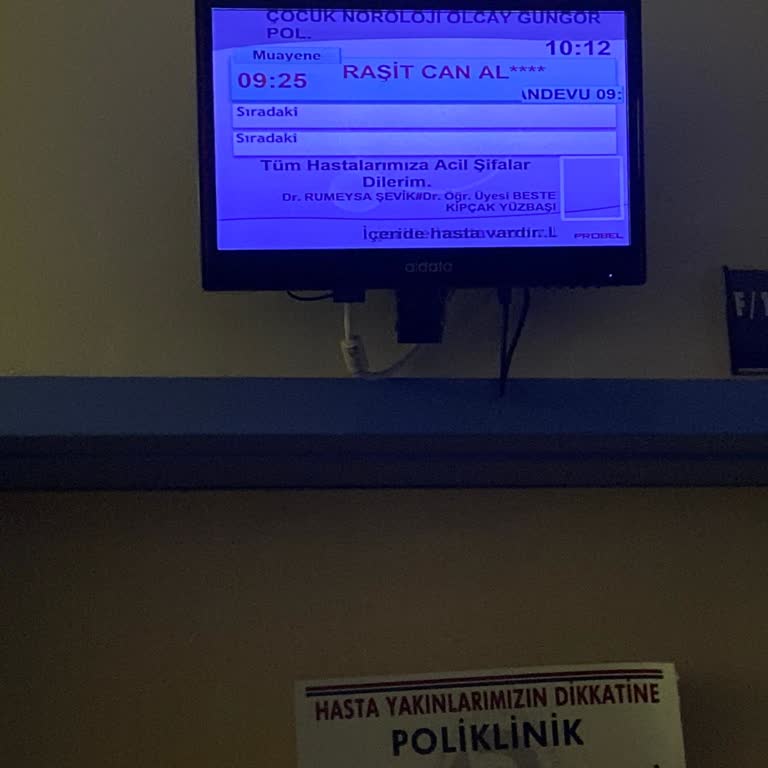 ÇOCUK NÖROLOJİ OLCAY GÜNGÖR
POL.
10:12
Muayene
09:25 RAŞİT CAN AL****
ANDEVU 09:
Sıradaki
Sıradaki
Tüm Hastalarımıza Acil Şifalar
Dilerim.
Dr. RUMEYSA ŞEVİK#Dr. Öğr. Üyesi BESTE
KIPÇAK YÜZBAŞI
İçeride hasta vardır..L
PROBEL
aidata
F/
HASTA YAKINLARIMIZIN DİKKATİNE
POLİKLİNİK